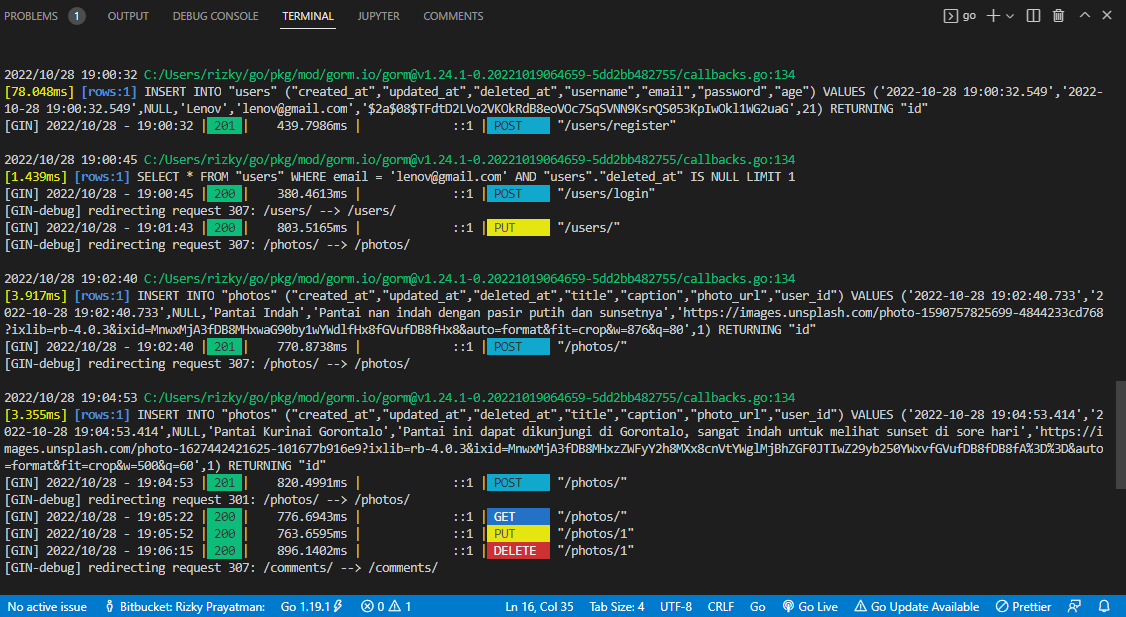 PROBLEMS 1 OUTPUT DEBUG CONSOLE TERMINAL JUPYTER COMMENTS go
2022/10/28 19:00:32 C:/Users/rizky/go/pkg/mod/gorm.io/gorm@v1.24.1-0.20221019064659-5dd2bb482755/callbacks.go:134
[78.048ms] [rows:1] INSERT INTO "users" ("created_at","updated_at","deleted_at","username","email","password","age") VALUES ('2022-10-28 19:00:32.549','2022-
10-28 19:00:32.549',NULL,'Lenov','lenov@gmail.com','$2a$08$TFdtD2LVo2VKOkRdB8eoVOc7SqSVNN9KsrQS053KpIwOkl1WG2uaG',21) RETURNING "id"
[GIN] 2022/10/28 - 19:00:32 | 201 | 439.7986ms | ::1 | POST "/users/register"
2022/10/28 19:00:45 C:/Users/rizky/go/pkg/mod/gorm.io/gorm@v1.24.1-0.20221019064659-5dd2bb482755/callbacks.go:134
[1.439ms] [rows:1] SELECT * FROM "users" WHERE email = 'lenov@gmail.com' AND "users"."deleted_at" IS NULL LIMIT 1
[GIN] 2022/10/28 - 19:00:45 | 200 | 380.4613ms | ::1 | POST "/users/login"
[GIN-debug] redirecting request 307: /users/ --> /users/
[GIN] 2022/10/28 - 19:01:43 | 200 | 803.5165ms | ::1 | PUT "/users/"
[GIN-debug] redirecting request 307: /photos/ --> /photos/
2022/10/28 19:02:40 C:/Users/rizky/go/pkg/mod/gorm.io/gorm@v1.24.1-0.20221019064659-5dd2bb482755/callbacks.go:134
[3.917ms] [rows:1] INSERT INTO "photos" ("created_at","updated_at","deleted_at","title","caption","photo_url","user_id") VALUES ('2022-10-28 19:02:40.733','2
022-10-28 19:02:40.733',NULL,'Pantai Indah','Pantai nan indah dengan pasir putih dan sunsetnya','https://images.unsplash.com/photo-1590757825699-4844233cd768
?ixlib=rb-4.0.3&ixid=MnwxMjA3fDB8MHxwaG90by1wYWdlfHx8fGVufDB8fHx8&auto=format&fit=crop&w=876&q=80',1) RETURNING "id"
[GIN] 2022/10/28 - 19:02:40 | 201 | 770.8738ms | ::1 | POST "/photos/"
[GIN-debug] redirecting request 307: /photos/ --> /photos/
2022/10/28 19:04:53 C:/Users/rizky/go/pkg/mod/gorm.io/gorm@v1.24.1-0.20221019064659-5dd2bb482755/callbacks.go:134
[3.355ms] [rows:1] INSERT INTO "photos" ("created_at","updated_at","deleted_at","title","caption","photo_url","user_id") VALUES ('2022-10-28 19:04:53.414','2
022-10-28 19:04:53.414',NULL,'Pantai Kurinai Gorontalo','Pantai ini dapat dikunjungi di Gorontalo, sangat indah untuk melihat sunset di sore hari','https://i
mages.unsplash.com/photo-1627442421625-101677b916e9?ixlib=rb-4.0.3&ixid=MnwxMjA3fDB8MHxzZWFyY2h8MXx8cnVtYWglMjBhZGF0JTIwZ29yb250YWxvfGVufDB8fDB8fA%3D%3D&auto
=format&fit=crop&w=500&q=60',1) RETURNING "id"
[GIN] 2022/10/28 - 19:04:53 | 201 | 820.4991ms | ::1 | POST "/photos/"
[GIN-debug] redirecting request 301: /photos/ --> /photos/
[GIN] 2022/10/28 - 19:05:22 | 200 | 776.6943ms | ::1 | GET "/photos/"
[GIN] 2022/10/28 - 19:05:52 | 200 | 763.6595ms | ::1 | PUT "/photos/1"
[GIN] 2022/10/28 - 19:06:15 | 200 | 896.1402ms | ::1 | DELETE "/photos/1"
[GIN-debug] redirecting request 307: /comments/ --> /comments/
No active issue Bitbucket: Rizky Prayatman: Go 1.19.1 0 1 Ln 16, Col 35 Tab Size: 4 UTF-8 CRLF Go Go Live Go Update Available Prettier